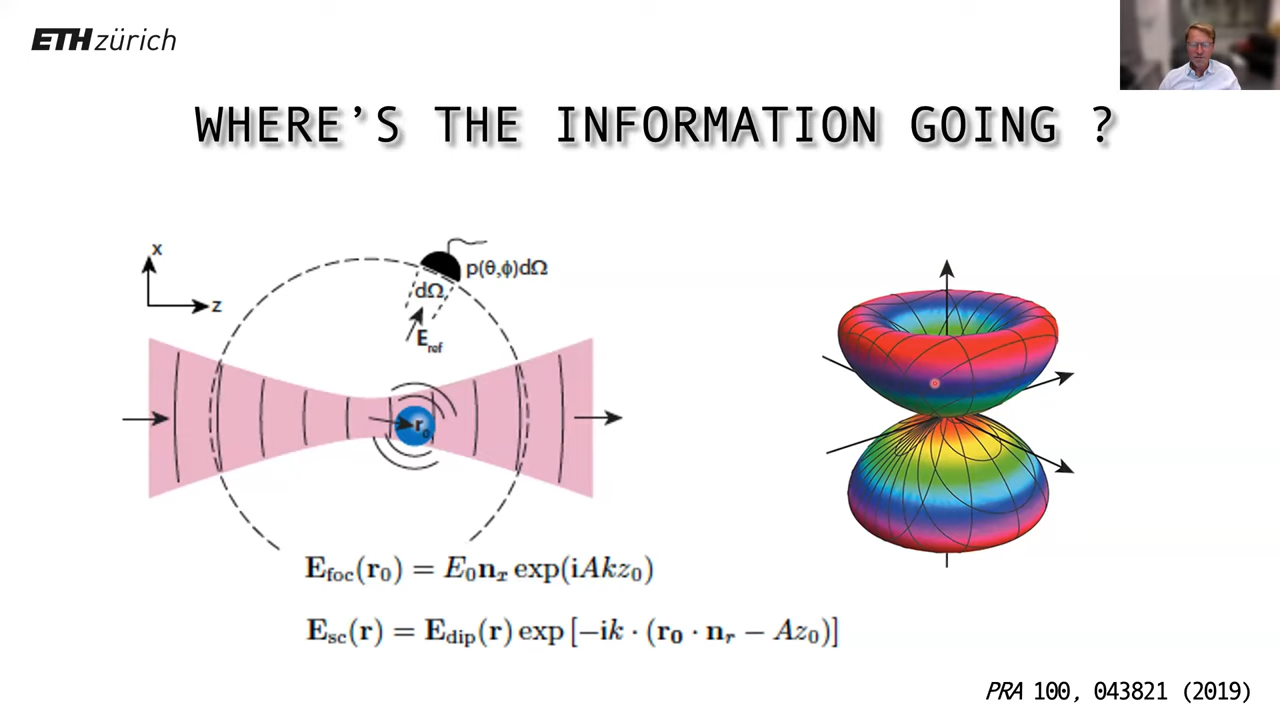 ETH zürich
WHERE’S THE INFORMATION GOING ?
x
z
p(θ,ϕ)dΩ
dΩ
E_ref
r_0
E_foc(r_0) = E_0 n_x exp(iAkz_0)
E_sc(r) = E_dip(r) exp [−ik · (r_0 · n_r − Az_0)]
PRA 100, 043821 (2019)